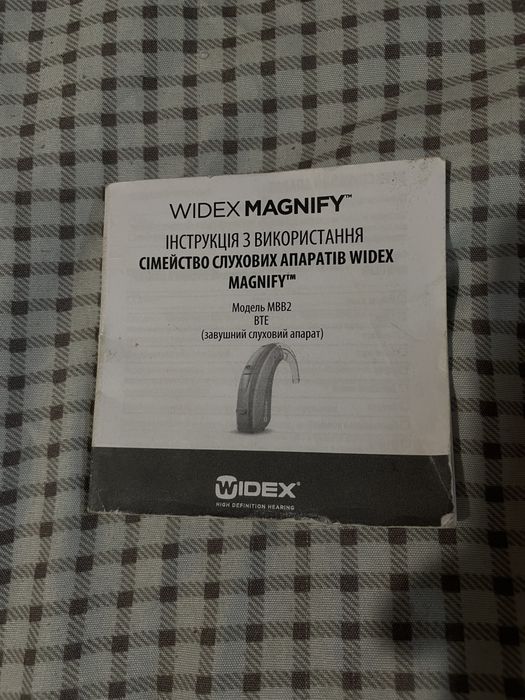 WIDEX MAGNIFY™
ІНСТРУКЦІЯ З ВИКОРИСТАННЯ
СІМЕЙСТВО СЛУХОВИХ АПАРАТІВ WIDEX
MAGNIFY™
Модель MBB2
BTE
(завушний слуховий апарат)
WIDEX®
HIGH DEFINITION HEARING